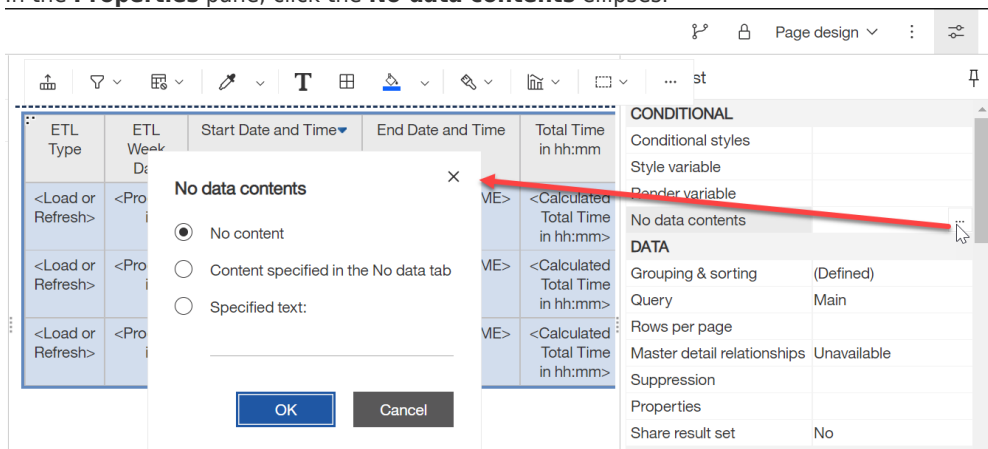 In the Properties pane, click the No data contents ellipses.
Page design
st
ETL Type
ETL Week Da
Start Date and Time
End Date and Time
Total Time in hh:mm
<Load or Refresh>
<Pro
i
ME>
<Calculated Total Time in hh:mm>
<Load or Refresh>
<Pro
i
ME>
<Calculated Total Time in hh:mm>
<Load or Refresh>
<Pro
i
ME>
<Calculated Total Time in hh:mm>
No data contents
No content
Content specified in the No data tab
Specified text:
OK
Cancel
CONDITIONAL
Conditional styles
Style variable
Render variable
No data contents
DATA
Grouping & sorting (Defined)
Query Main
Rows per page
Master detail relationships Unavailable
Suppression
Properties
Share result set No